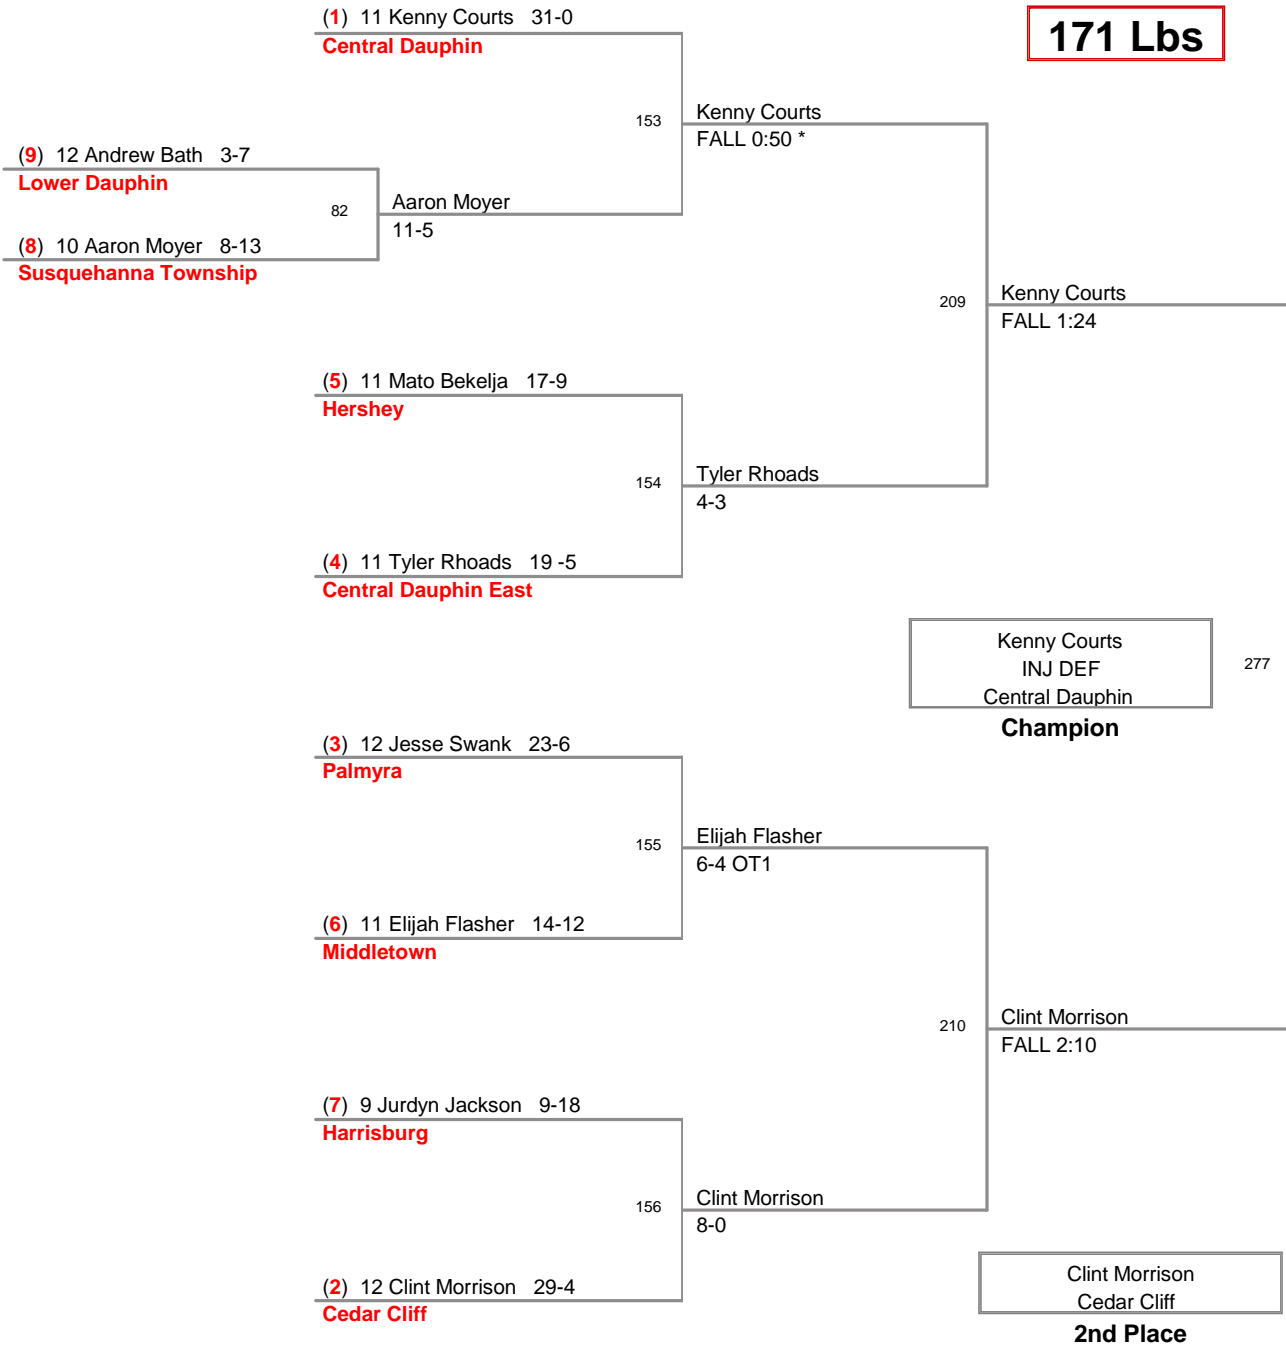 (1) 11 Kenny Courts 31-0
Central Dauphin
171 Lbs
153
Kenny Courts
FALL 0:50 *
(9) 12 Andrew Bath 3-7
Lower Dauphin
82
Aaron Moyer
11-5
(8) 10 Aaron Moyer 8-13
Susquehanna Township
209
Kenny Courts
FALL 1:24
(5) 11 Mato Bekelja 17-9
Hershey
154
Tyler Rhoads
4-3
(4) 11 Tyler Rhoads 19 -5
Central Dauphin East
Kenny Courts
INJ DEF
Central Dauphin
277
Champion
(3) 12 Jesse Swank 23-6
Palmyra
155
Elijah Flasher
6-4 OT1
(6) 11 Elijah Flasher 14-12
Middletown
210
Clint Morrison
FALL 2:10
(7) 9 Jurdyn Jackson 9-18
Harrisburg
156
Clint Morrison
8-0
(2) 12 Clint Morrison 29-4
Cedar Cliff
Clint Morrison
Cedar Cliff
2nd Place